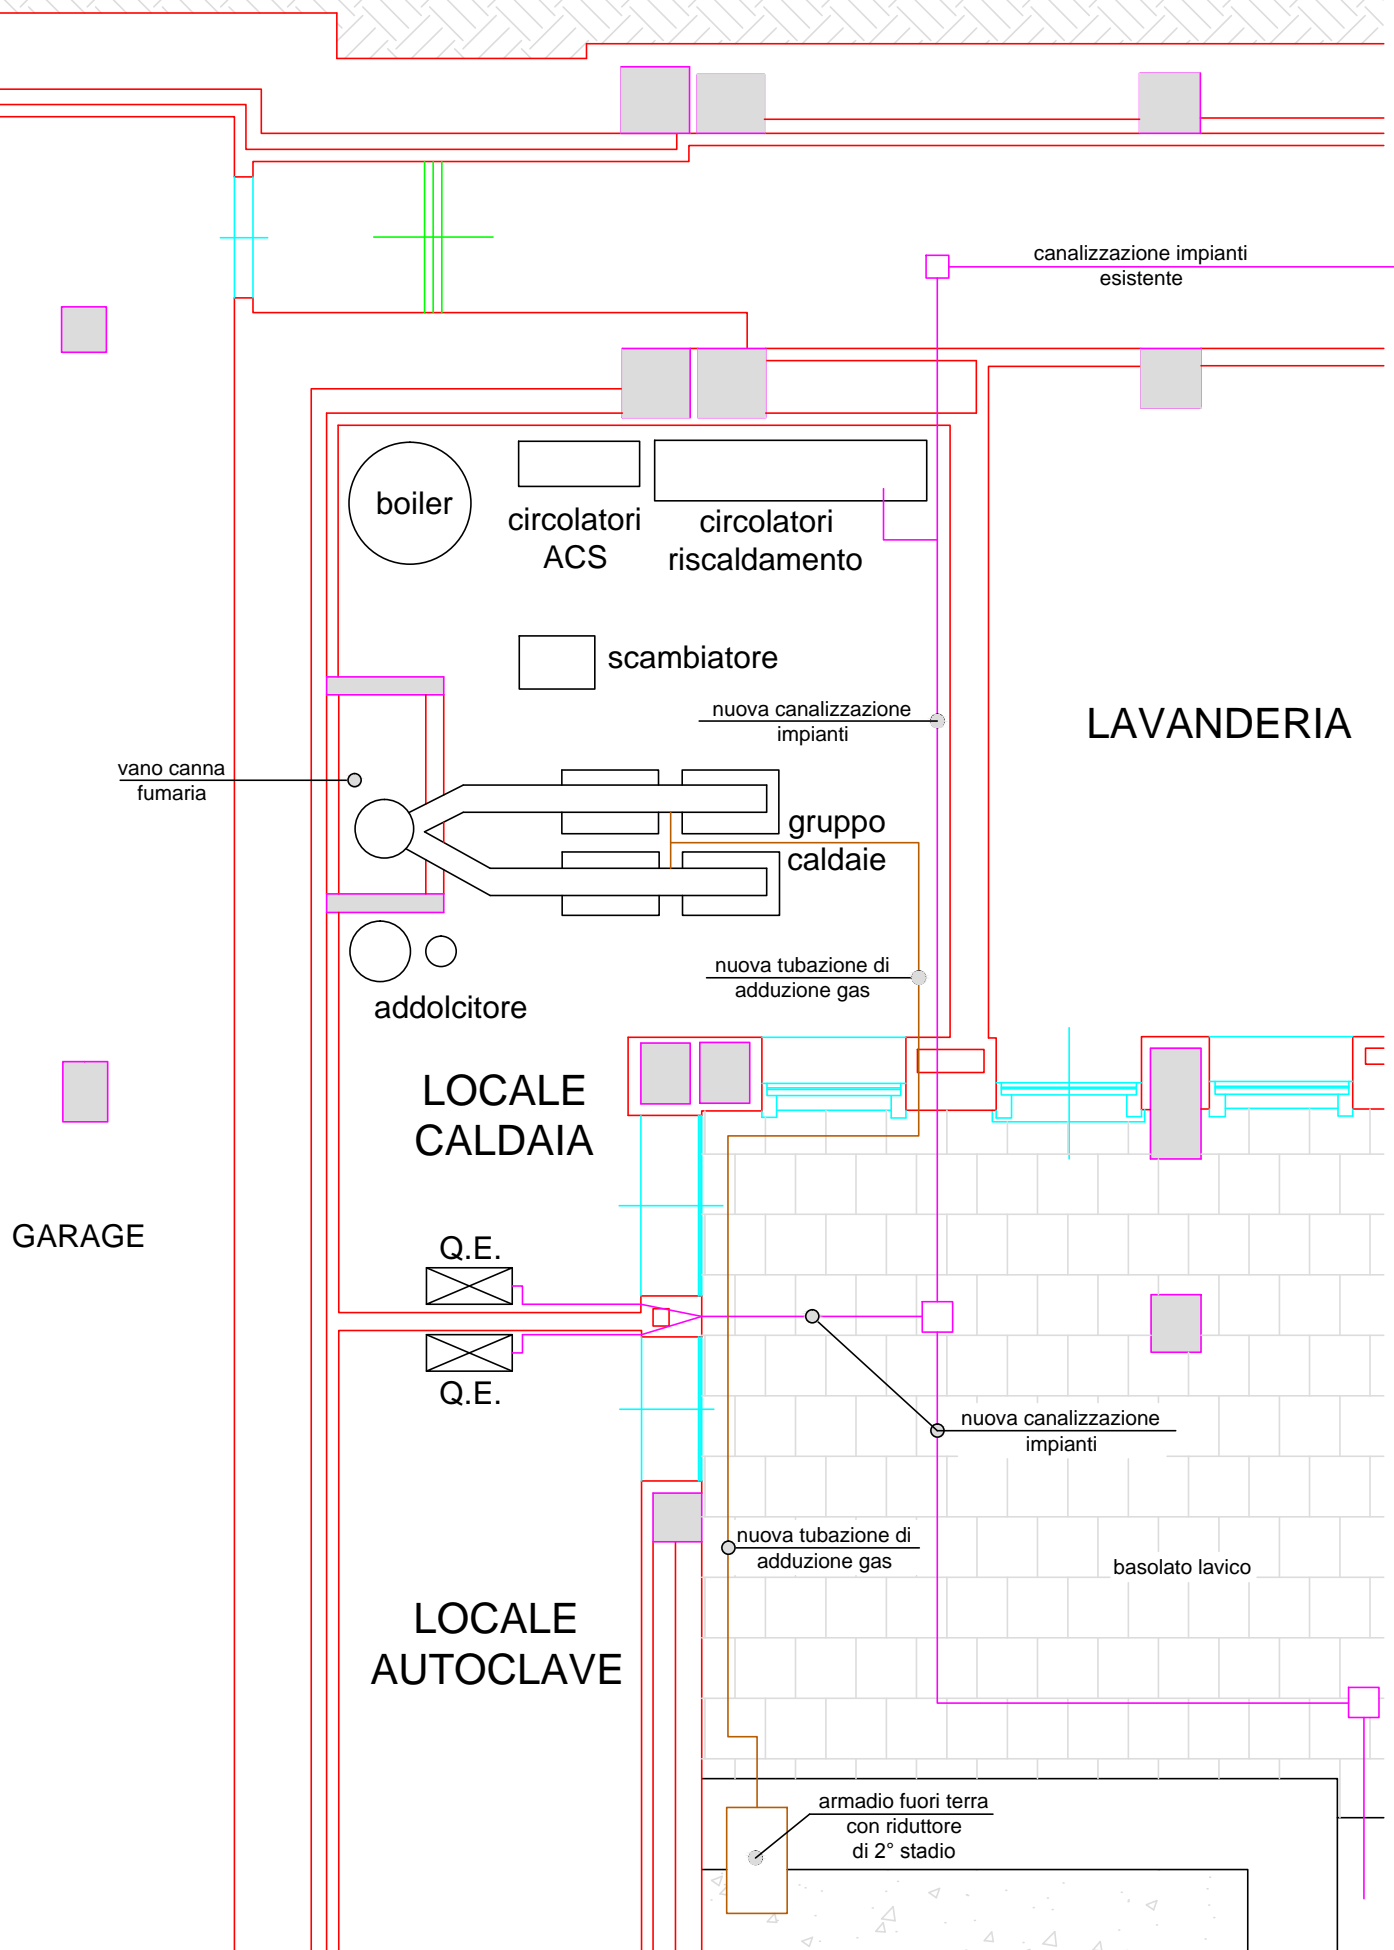 canalizzazione impianti
esistente
boiler
circolatori
ACS
circolatori
riscaldamento
scambiatore
nuova canalizzazione
impianti
LAVANDERIA
vano canna
fumaria
gruppo
caldaie
nuova tubazione di
adduzione gas
addolcitore
LOCALE
CALDAIA
GARAGE
Q.E.
Q.E.
nuova canalizzazione
impianti
nuova tubazione di
adduzione gas
basolato lavico
LOCALE
AUTOCLAVE
armadio fuori terra
con riduttore
di 2° stadio